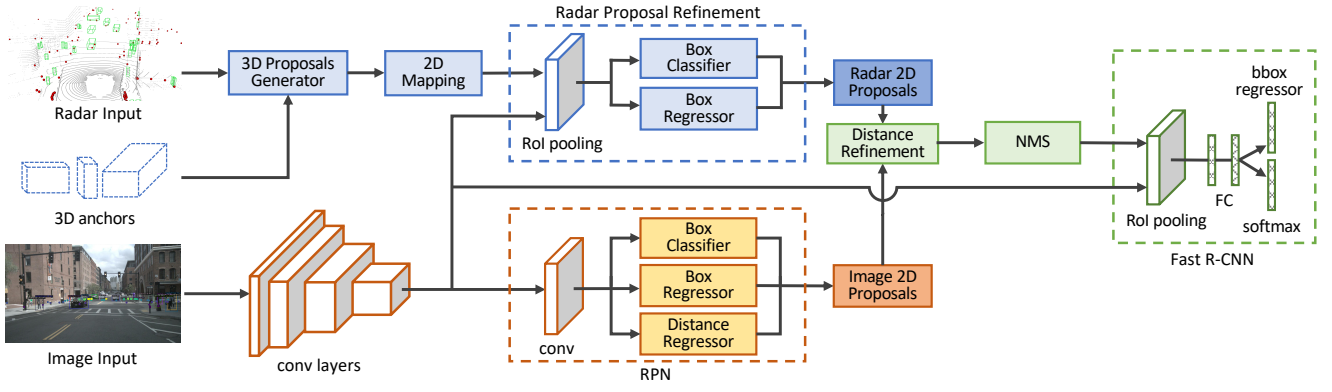 Radar Proposal Refinement
3D Proposals
Generator
2D
Mapping
Box
Classifier
Box
Regressor
RoI pooling
Radar 2D
Proposals
Radar Input
3D anchors
Distance
Refinement
NMS
bbox
regressor
RoI pooling
FC
softmax
Fast R-CNN
Image Input
conv layers
conv
Box
Classifier
Box
Regressor
Distance
Regressor
RPN
Image 2D
Proposals